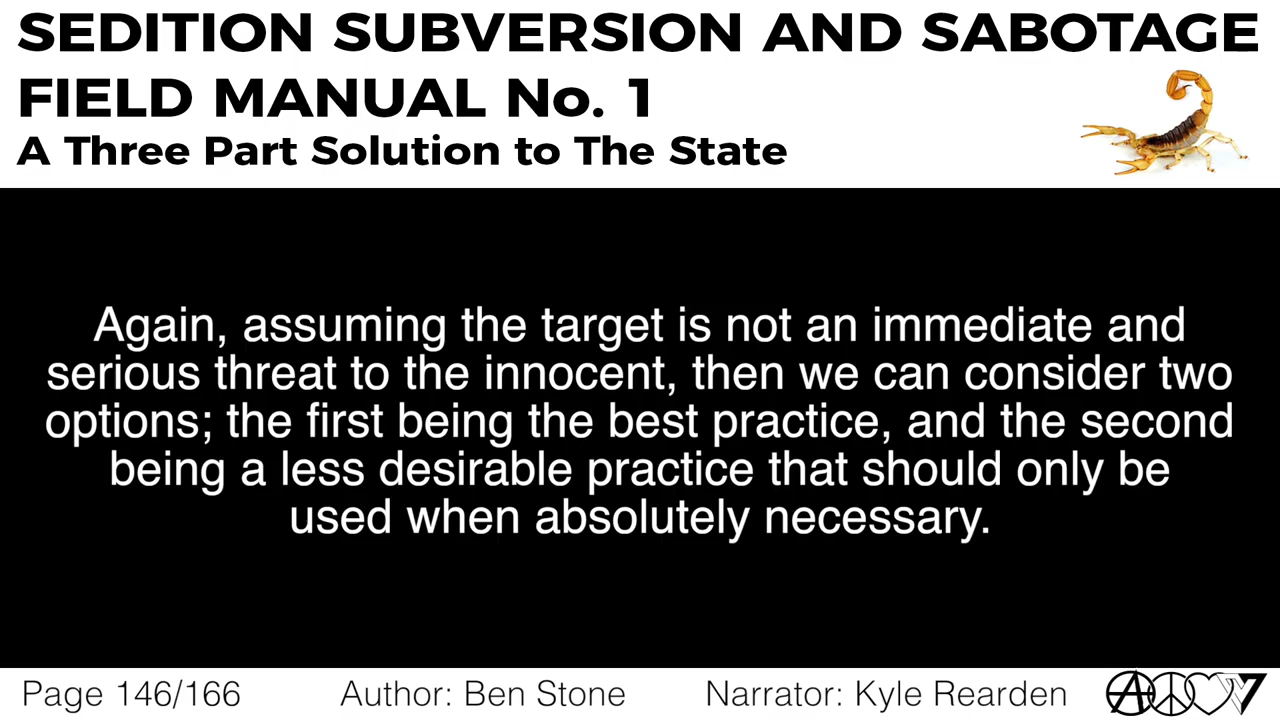 SEDITION SUBVERSION AND SABOTAGE
FIELD MANUAL No. 1
A Three Part Solution to The State
Again, assuming the target is not an immediate and
serious threat to the innocent, then we can consider two
options; the first being the best practice, and the second
being a less desirable practice that should only be
used when absolutely necessary.
Page 146/166 Author: Ben Stone Narrator: Kyle Rearden